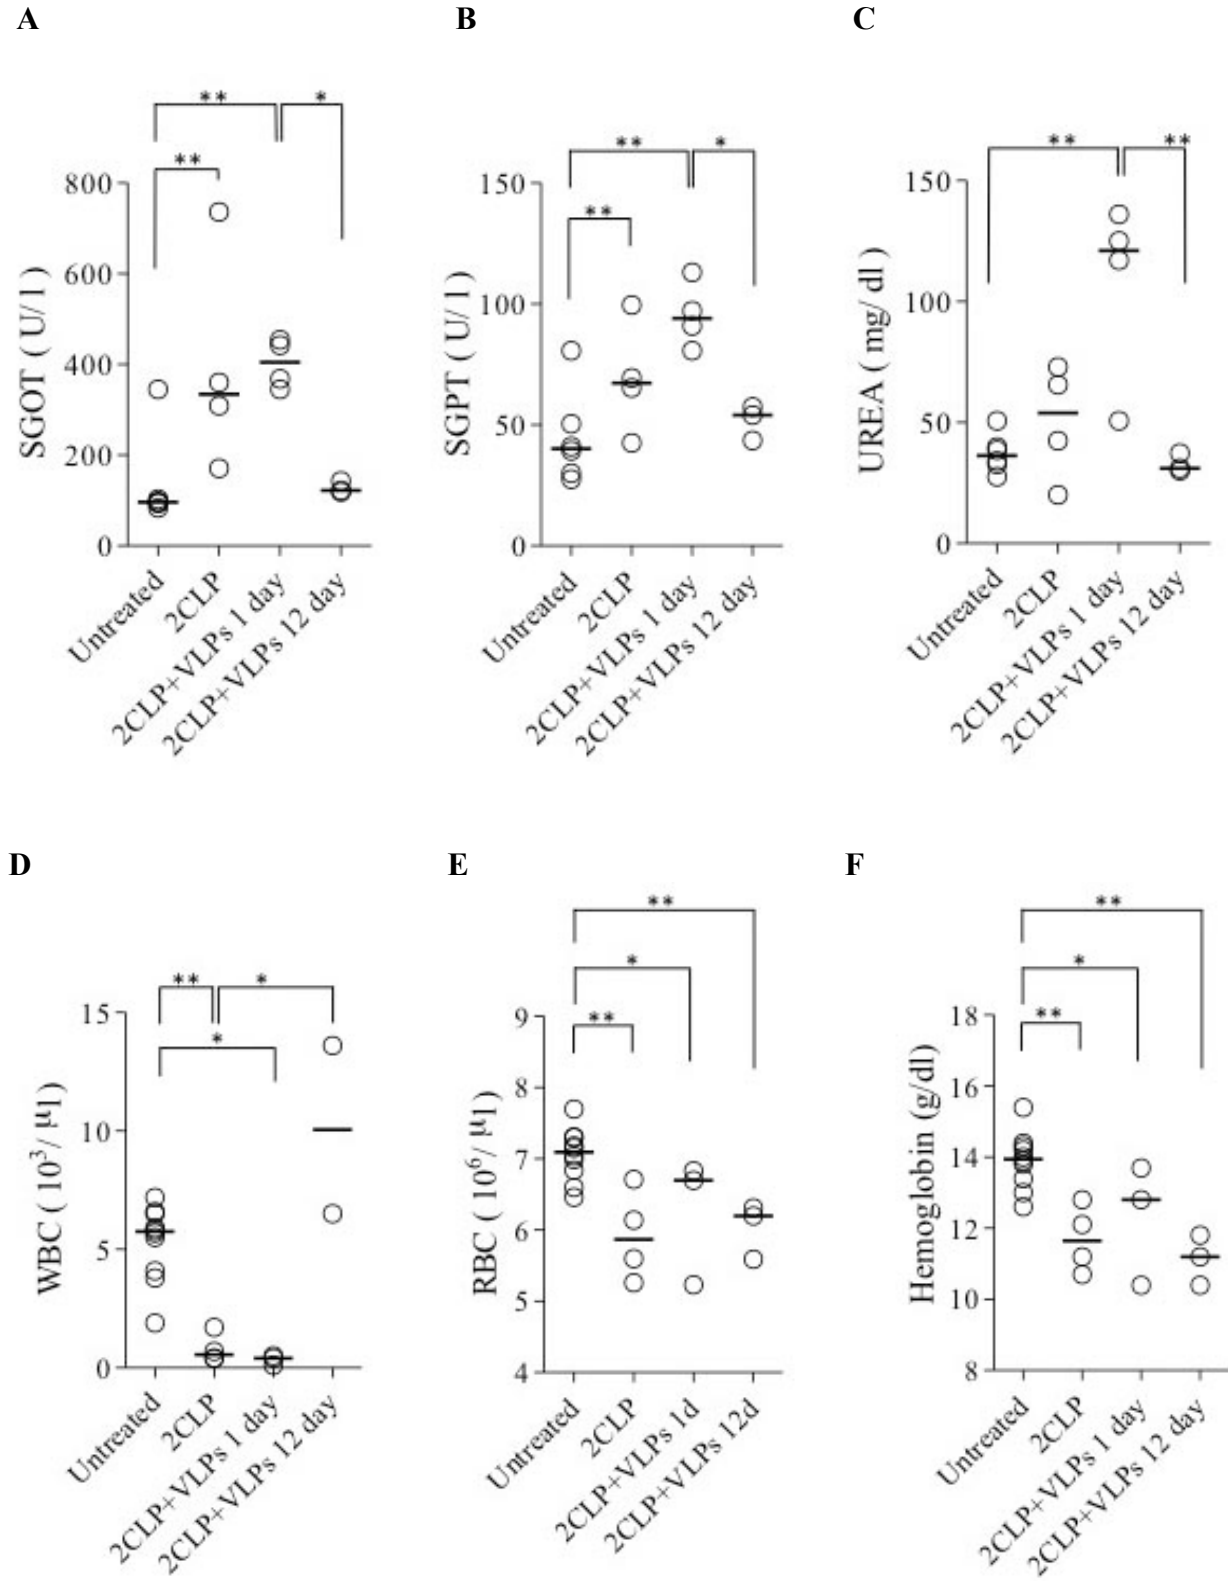 A
B
C
**
*
**
800
600
400
200
0
SGOT ( U/ l )
Untreated
2CLP
2CLP+VLPs 1 day
2CLP+VLPs 12 day
**
*
**
150
100
50
0
SGPT ( U/ l )
Untreated
2CLP
2CLP+VLPs 1 day
2CLP+VLPs 12 day
**
**
150
100
50
0
UREA ( mg/ dl )
Untreated
2CLP
2CLP+VLPs 1 day
2CLP+VLPs 12 day
D
E
F
**
*
*
15
10
5
0
WBC ( 10³/ µl )
Untreated
2CLP
2CLP+VLPs 1 day
2CLP+VLPs 12 day
**
*
**
9
8
7
6
5
4
RBC ( 10⁶/ µl )
Untreated
2CLP
2CLP+VLPs 1d
2CLP+VLPs 12d
**
*
**
18
16
14
12
10
8
Hemoglobin (g/dl)
Untreated
2CLP
2CLP+VLPs 1 day
2CLP+VLPs 12 day